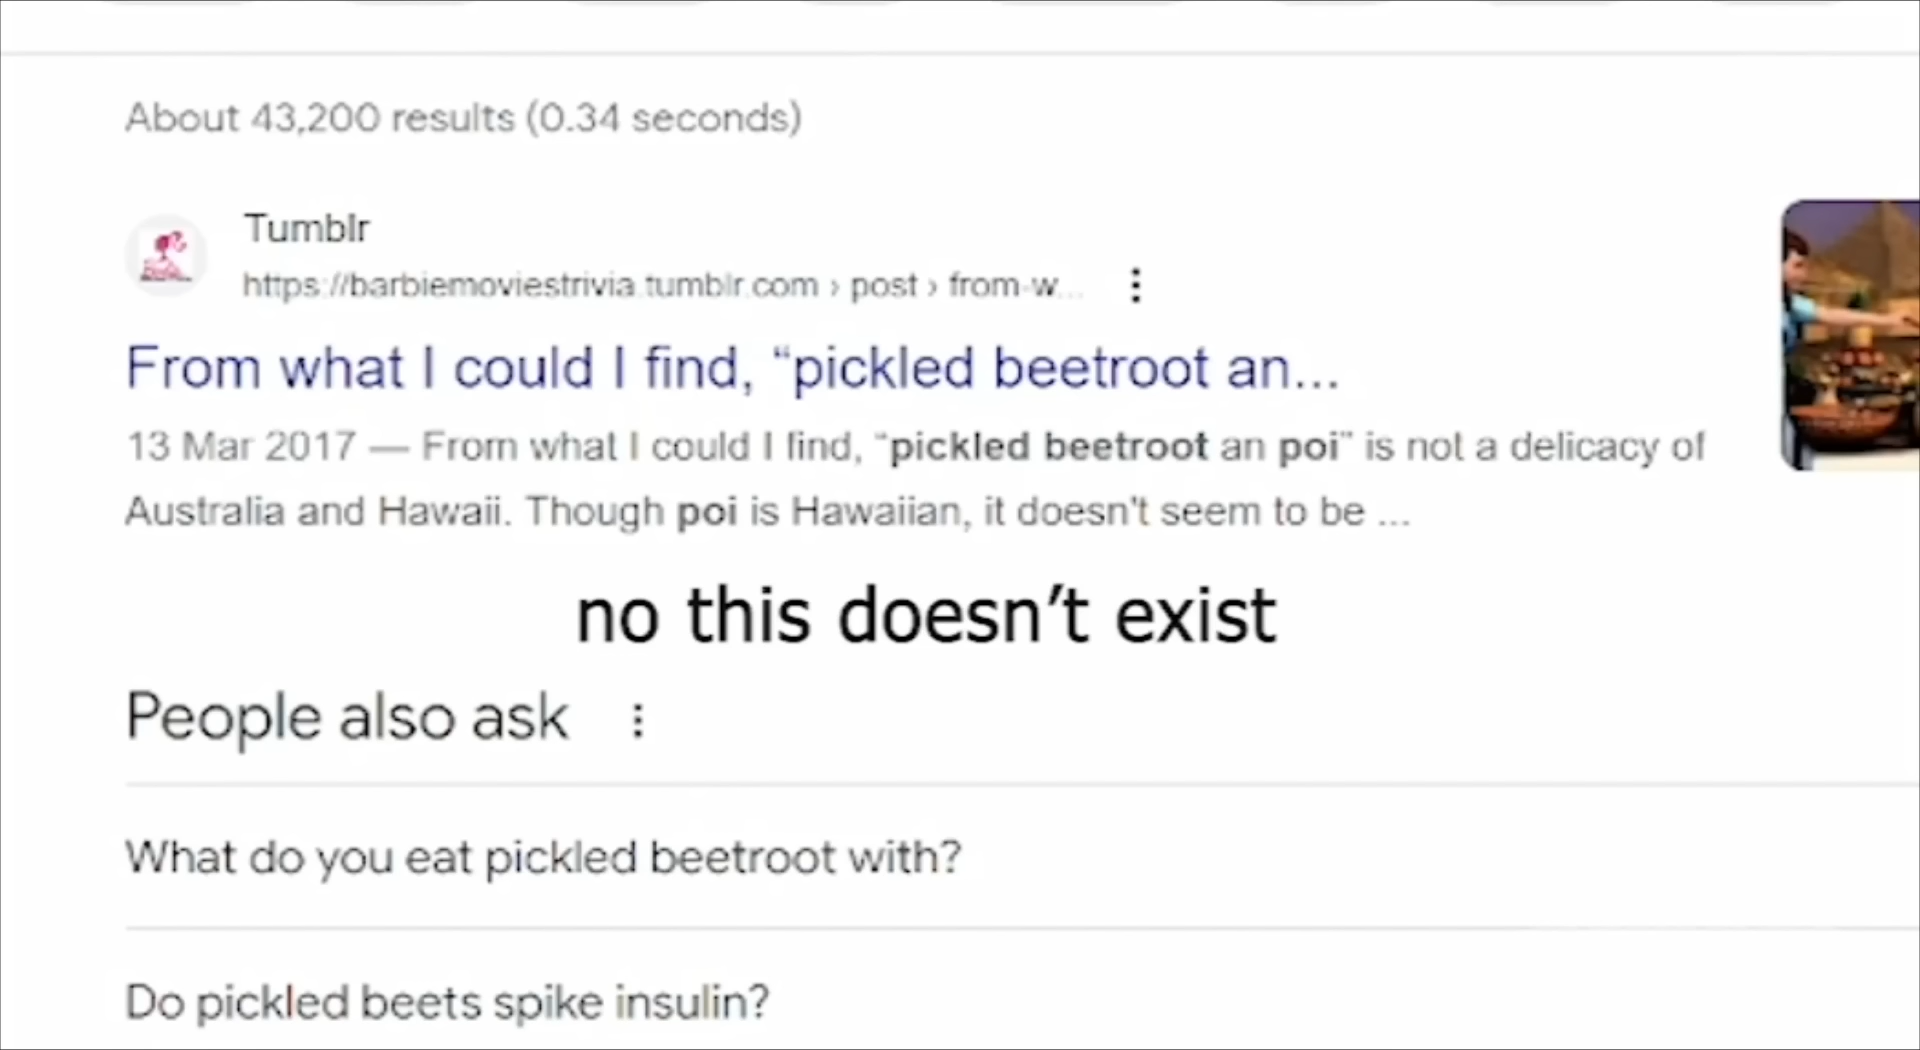 About 43,200 results (0.34 seconds)
Tumblr
https://barbiemoviestrivia.tumblr.com › post › from-w...
From what I could I find, “pickled beetroot an...
13 Mar 2017 — From what I could I find, “pickled beetroot an poi” is not a delicacy of
Australia and Hawaii. Though poi is Hawaiian, it doesn't seem to be ...
no this doesn’t exist
People also ask
What do you eat pickled beetroot with?
Do pickled beets spike insulin?